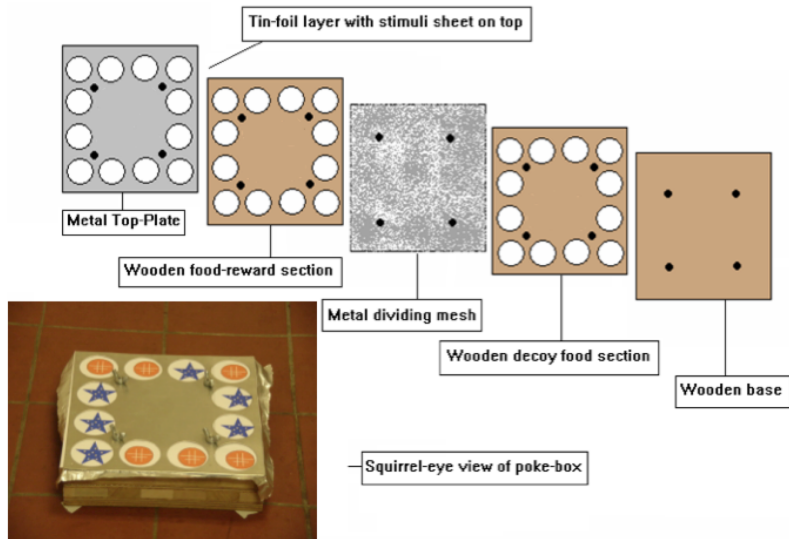 Tin-foil layer with stimuli sheet on top
Metal Top-Plate
Wooden food-reward section
Metal dividing mesh
Wooden decoy food section
Wooden base
Squirrel-eye view of poke-box